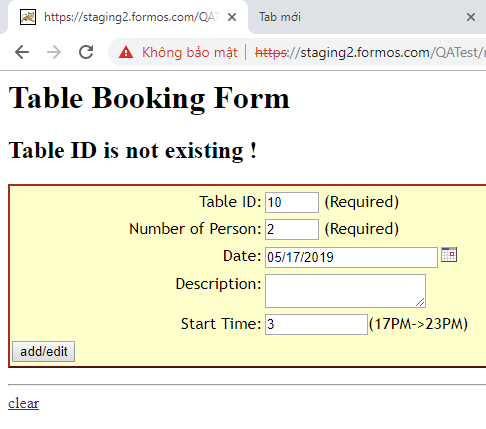 https://staging2.formos.com/QA
Tab mới
Không bảo mật | https://staging2.formos.com/QATest/
Table Booking Form
Table ID is not existing !
Table ID: 10 (Required)
Number of Person: 2 (Required)
Date: 05/17/2019
Description:
Start Time: 3 (17PM->23PM)
add/edit
clear